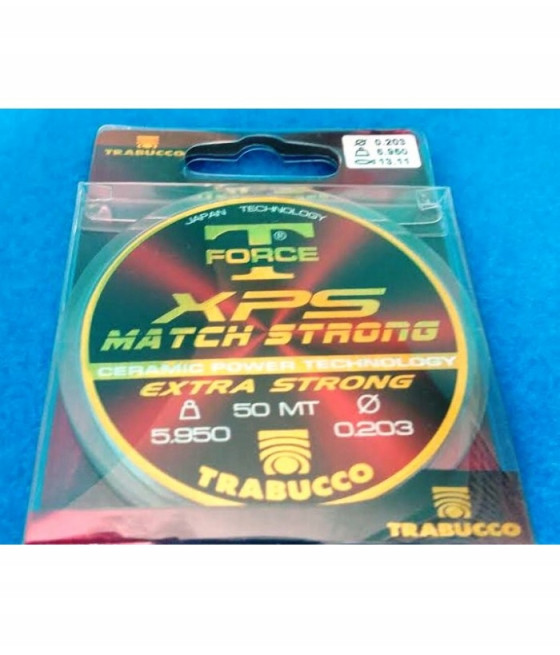 TRABUCCO
Ø 0.203
5.950
13.11
JAPAN TECHNOLOGY
T®
FORCE
XPS
MATCH STRONG
CERAMIC POWER TECHNOLOGY
EXTRA STRONG
50 MT Ø
5.950 0.203
TRABUCCO
TRABUCCO